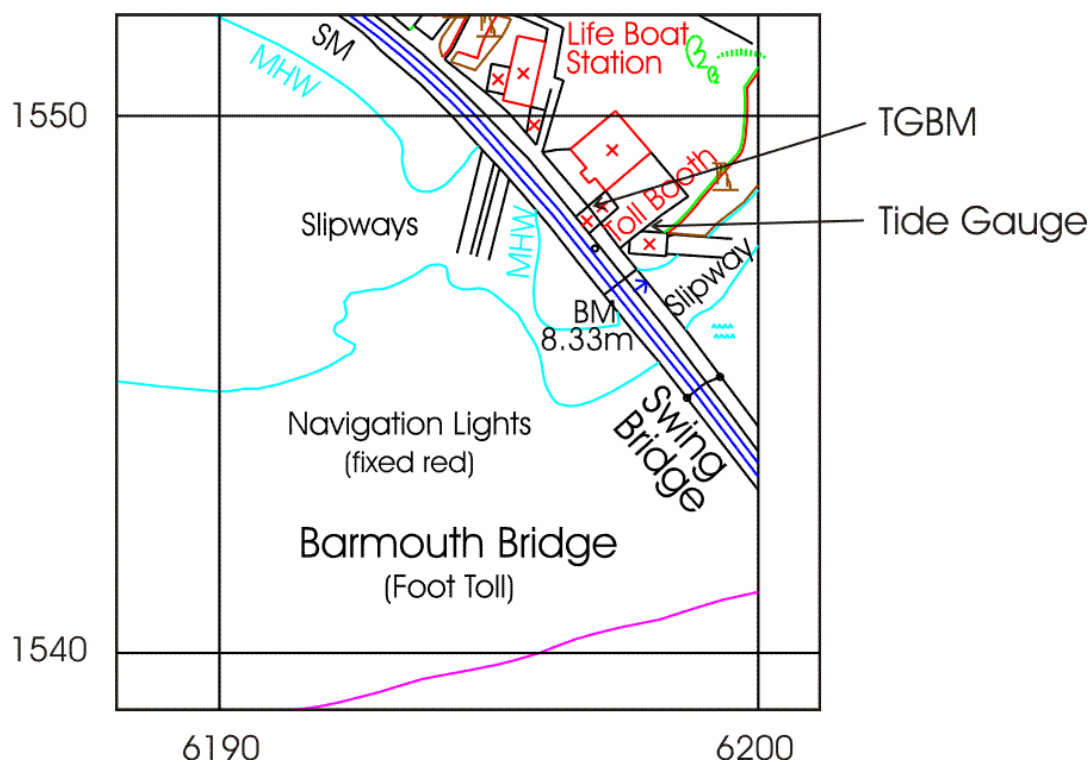 SM
MHW
Life Boat
Station
1550
TGBM
Toll Booth
Slipways
MHW
Tide Gauge
Slipway
BM
8.33m
Swing
Bridge
Navigation Lights
(fixed red)
Barmouth Bridge
(Foot Toll)
1540
6190
6200